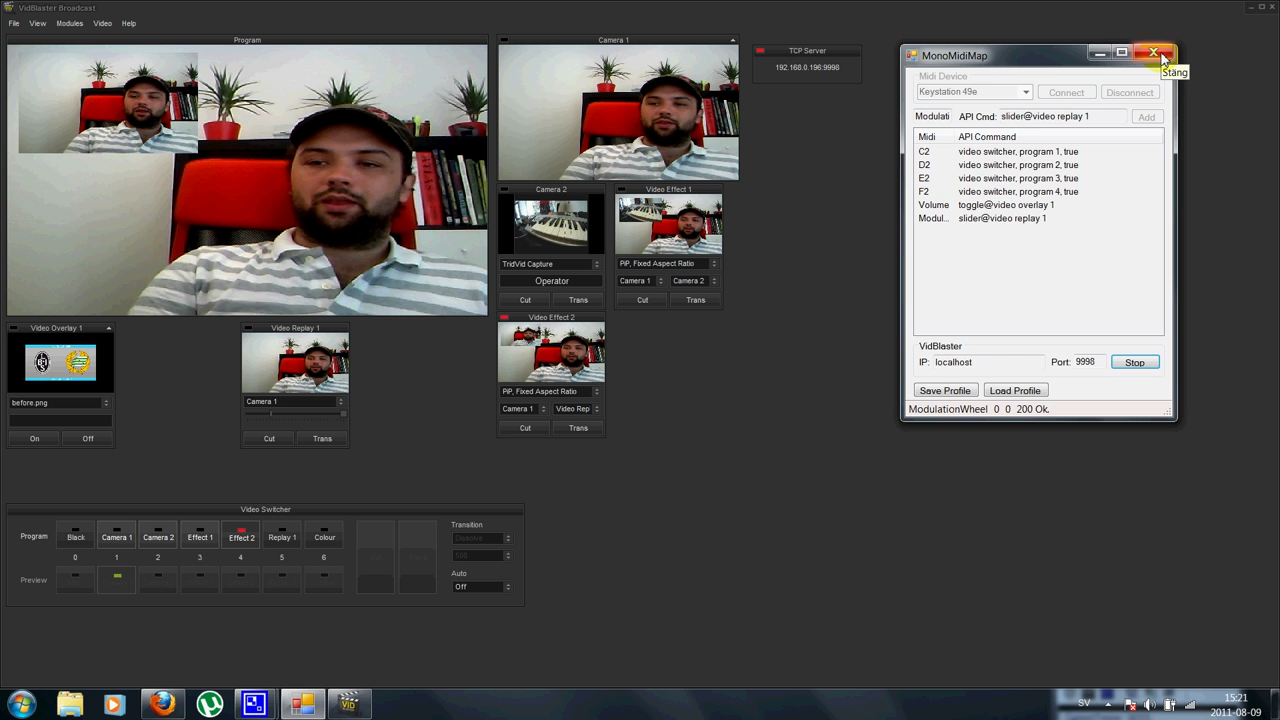 VidBlaster Broadcast
File View Modules Video Help
Program
Camera 1
TCP Server
192.168.0.196:9998
Camera 2
TridVid Capture
Operator
Cut Trans
Video Effect 1
PiP, Fixed Aspect Ratio
Camera 1 Camera 2
Cut Trans
Video Effect 2
PiP, Fixed Aspect Ratio
Camera 1 Video Rep
Cut Trans
Video Overlay 1
before.png
On Off
Video Replay 1
Camera 1
Cut Trans
Video Switcher
Program Black Camera 1 Camera 2 Effect 1 Effect 2 Replay 1 Colour
0 1 2 3 4 5 6
Preview
Transition
Dissolve
Auto
Off
MonoMidiMap
Stäng
Midi Device
Keystation 49e Connect Disconnect
Modulati API Cmd: slider@video replay 1 Add
Midi API Command
C2 video switcher, program 1, true
D2 video switcher, program 2, true
E2 video switcher, program 3, true
F2 video switcher, program 4, true
Volume toggle@video overlay 1
Modul... slider@video replay 1
VidBlaster
IP: localhost Port: 9998 Stop
Save Profile Load Profile
ModulationWheel 0 0 200 Ok.
SV
15:21
2011-08-09